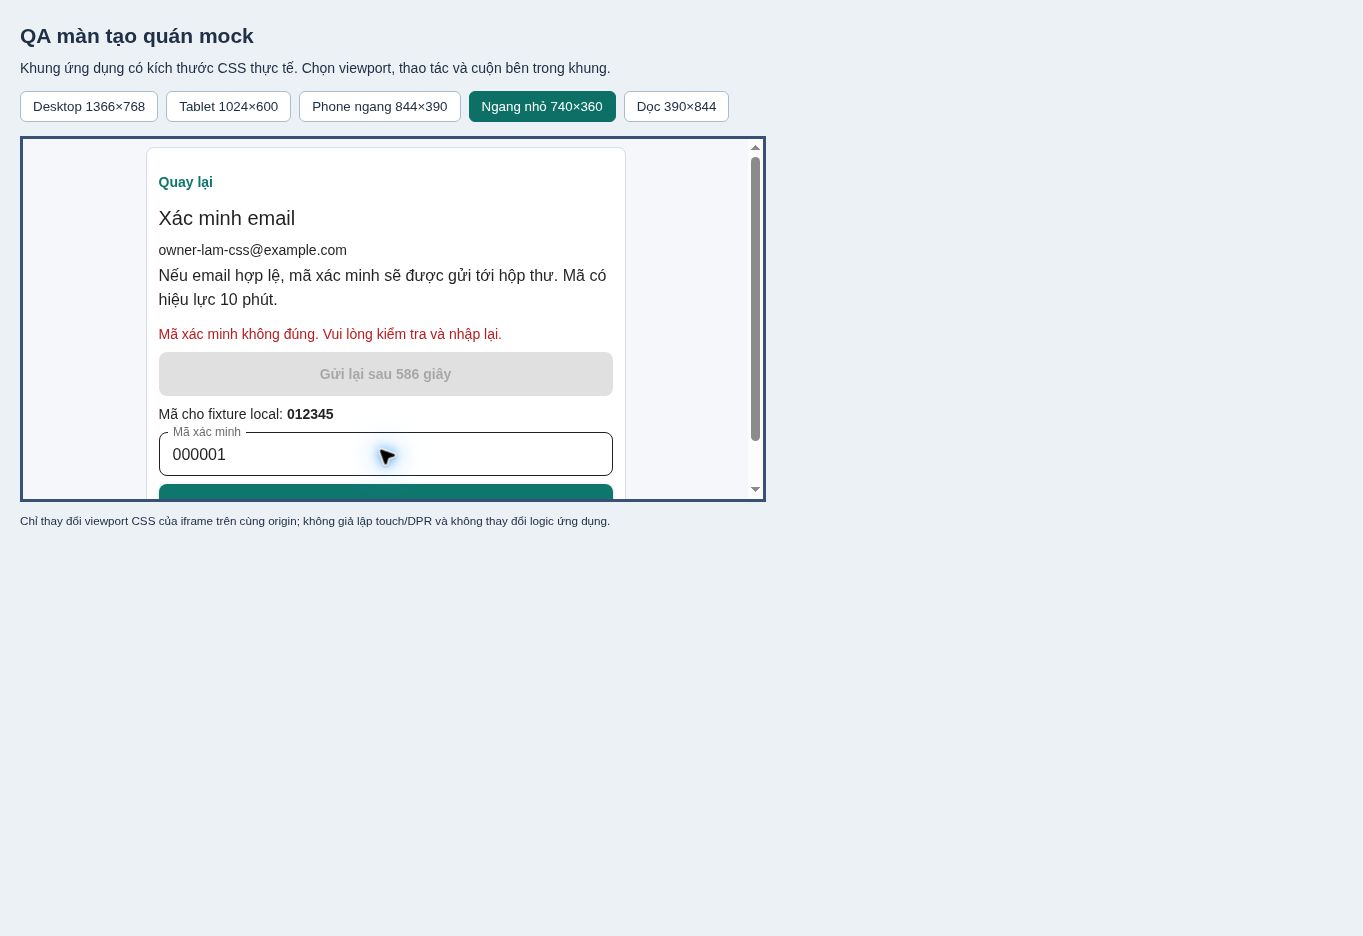 QA màn tạo quán mock
Khung ứng dụng có kích thước CSS thực tế. Chọn viewport, thao tác và cuộn bên trong khung.
Desktop 1366×768
Tablet 1024×600
Phone ngang 844×390
Ngang nhỏ 740×360
Dọc 390×844
Quay lại
Xác minh email
owner-lam-css@example.com
Nếu email hợp lệ, mã xác minh sẽ được gửi tới hộp thư. Mã có
hiệu lực 10 phút.
Mã xác minh không đúng. Vui lòng kiểm tra và nhập lại.
Gửi lại sau 586 giây
Mã cho fixture local: 012345
Mã xác minh
000001
Chỉ thay đổi viewport CSS của iframe trên cùng origin; không giả lập touch/DPR và không thay đổi logic ứng dụng.